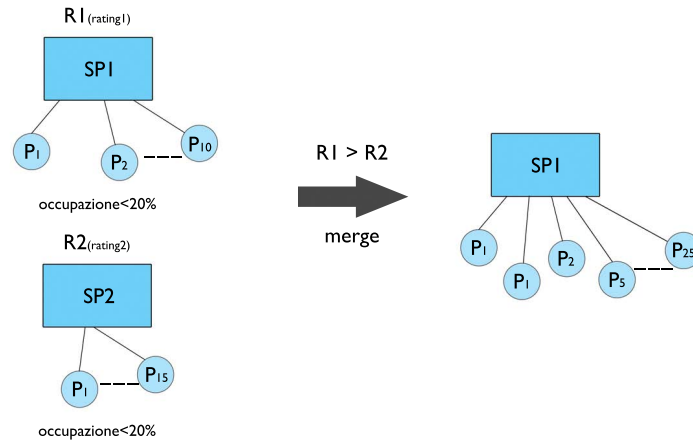 R1(rating1)
SP1
P1
P2
P10
occupazione<20%
R2(rating2)
SP2
P1
P15
occupazione<20%
R1 > R2
merge
SP1
P1
P1
P2
P5
P25